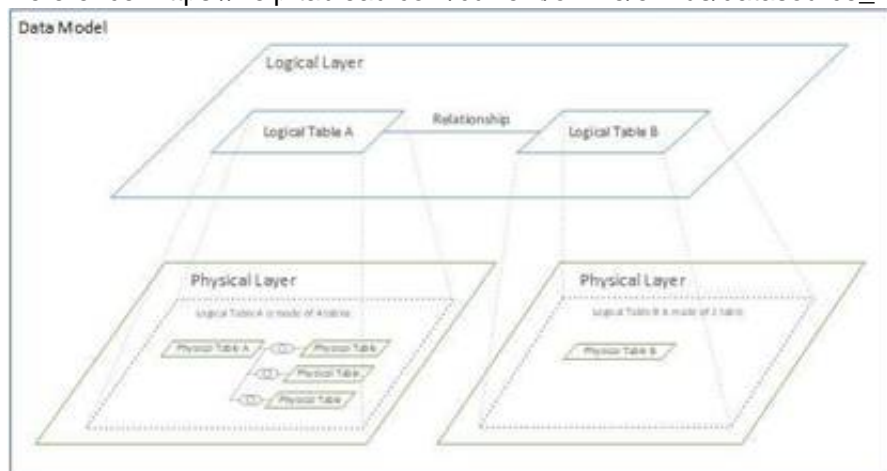 Data Model
Logical Layer
Logical Table A
Relationship
Logical Table B
Physical Layer
Physical Layer
Logical Table A is made of 4 tables
Logical Table B is made of 1 table
Physical Table A
Physical Table
Physical Table B
Physical Table
Physical Table